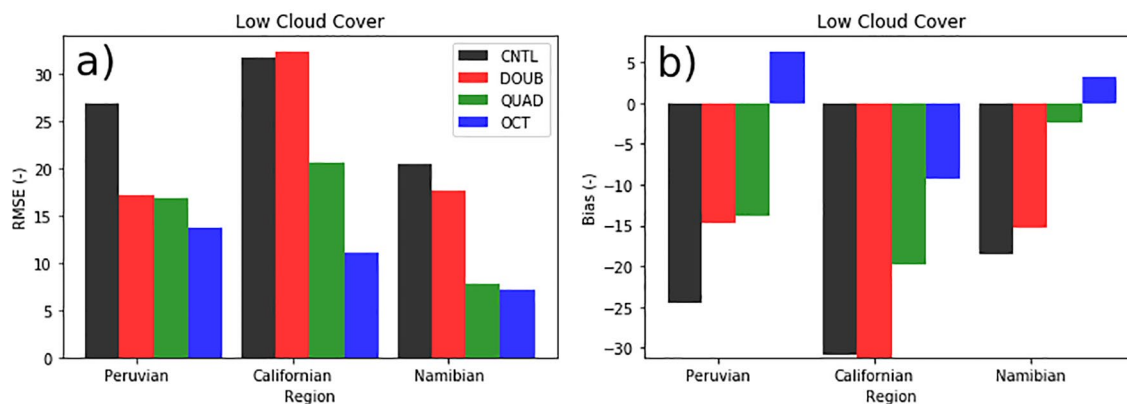 Low Cloud Cover
a)
CNTL
DOUB
QUAD
OCT
RMSE (-)
30
25
20
15
10
5
0
Peruvian Californian Namibian
Region
Low Cloud Cover
b)
Bias (-)
5
0
−5
−10
−15
−20
−25
−30
Peruvian Californian Namibian
Region